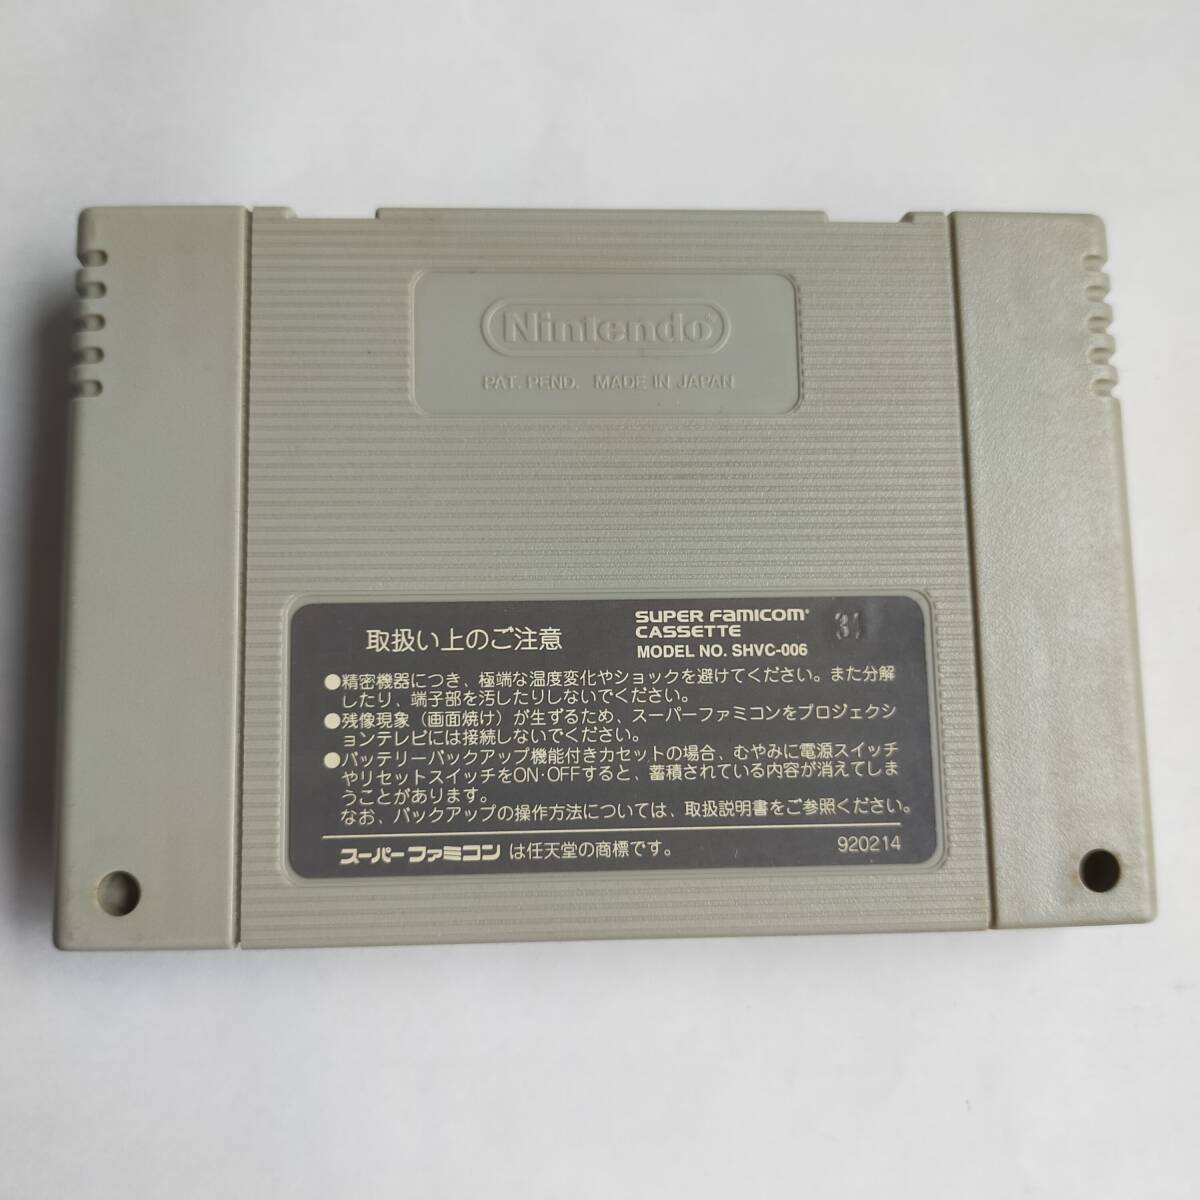 Nintendo
PAT. PEND. MADE IN JAPAN
取扱い上のご注意
SUPER FAMICOM
CASSETTE
MODEL NO. SHVC-006
●精密機器につき、極端な温度変化やショックを避けてください。また分解
したり、端子部を汚したりしないでください。
●残像現象（画面焼け）が生ずるため、スーパーファミコンをプロジェクシ
ョンテレビには接続しないでください。
●バッテリーバックアップ機能付きカセットの場合、むやみに電源スイッチ
やリセットスイッチをON·OFFすると、蓄積されている内容が消えてしま
うことがあります。
なお、バックアップの操作方法については、取扱説明書をご参照ください。
スーパーファミコン は任天堂の商標です。
920214